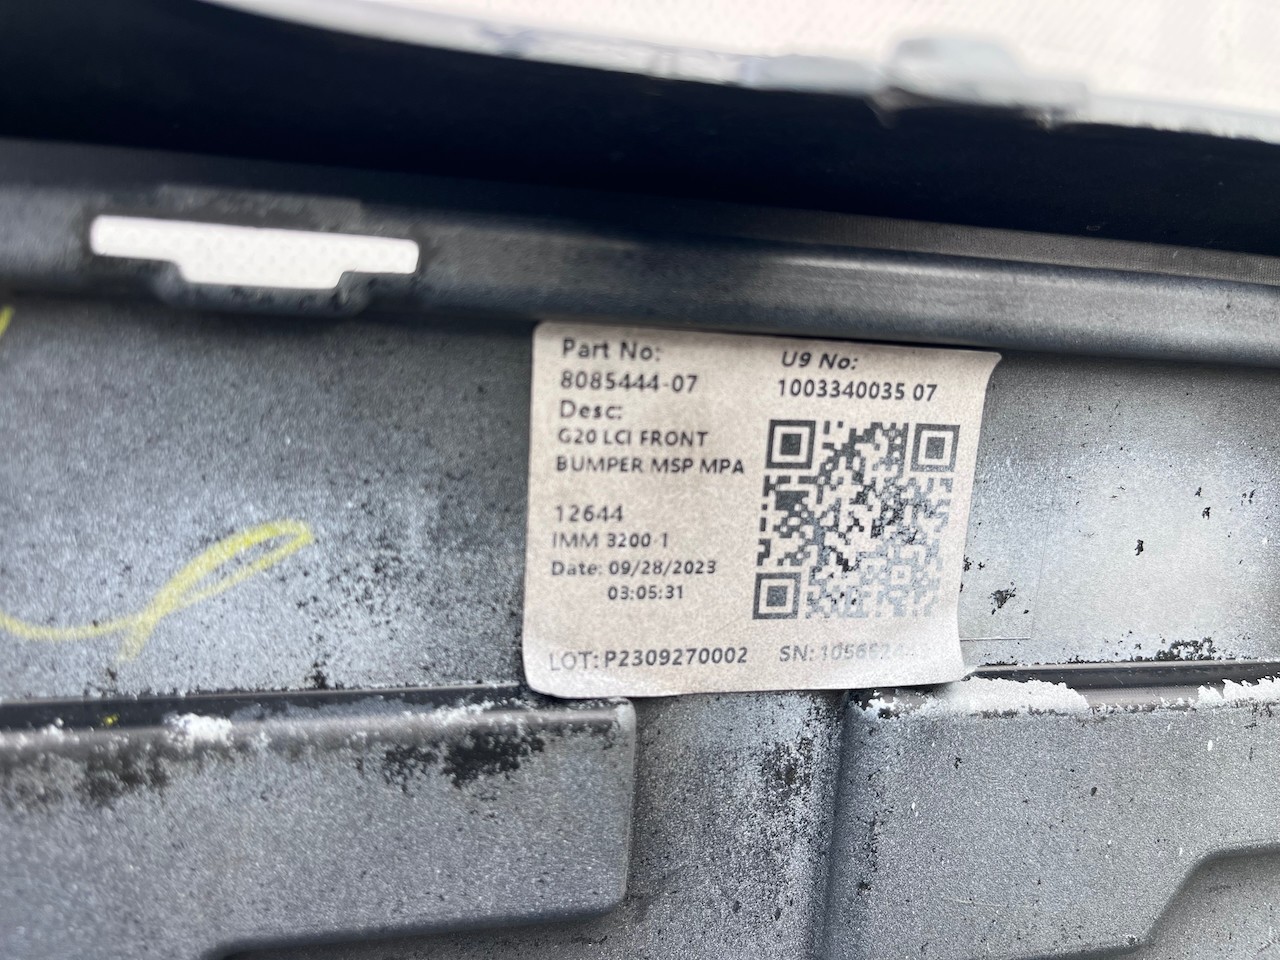 Part No:
8085444-07
Desc:
G20 LCI FRONT
BUMPER MSP MPA
12644
IMM 3200-1
Date: 09/28/2023
03:05:31
LOT: P2309270002
U9 No:
1003340035 07
SN: